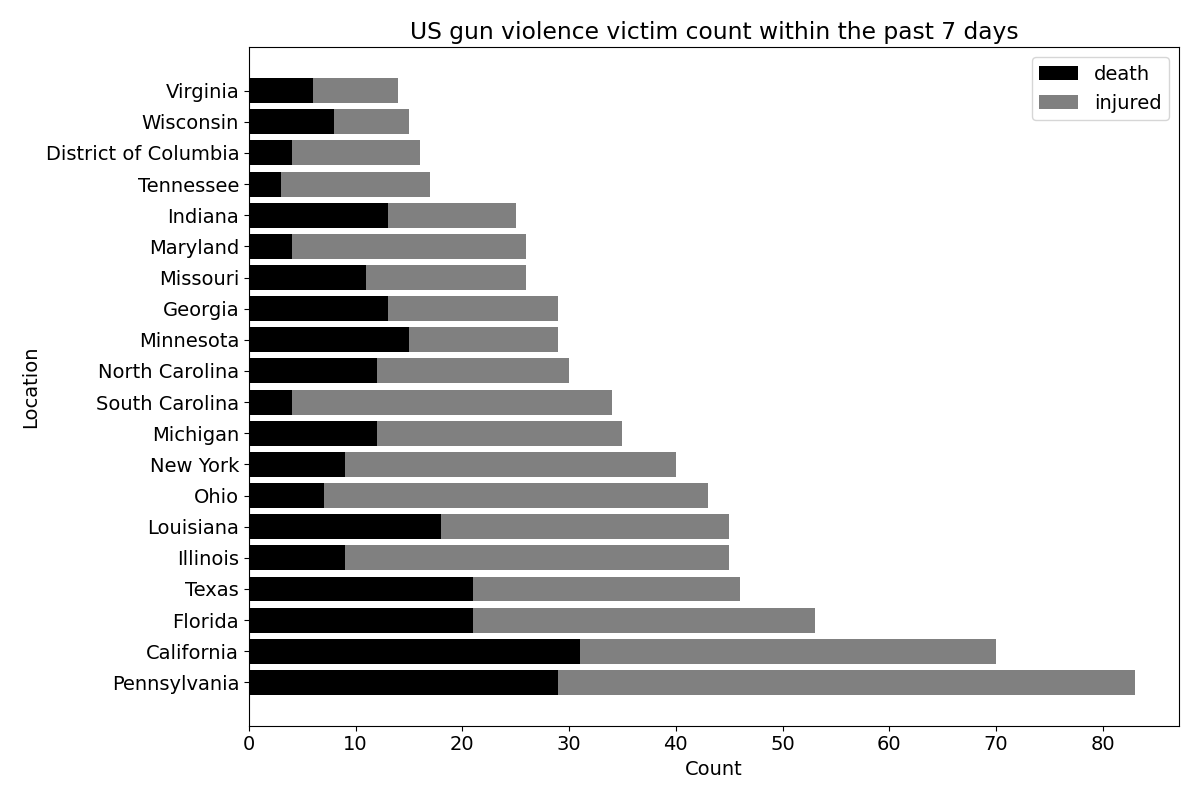 US gun violence victim count within the past 7 days
death
injured
Virginia
Wisconsin
District of Columbia
Tennessee
Indiana
Maryland
Missouri
Georgia
Minnesota
North Carolina
South Carolina
Michigan
New York
Ohio
Louisiana
Illinois
Texas
Florida
California
Pennsylvania
Location
0 10 20 30 40 50 60 70 80
Count